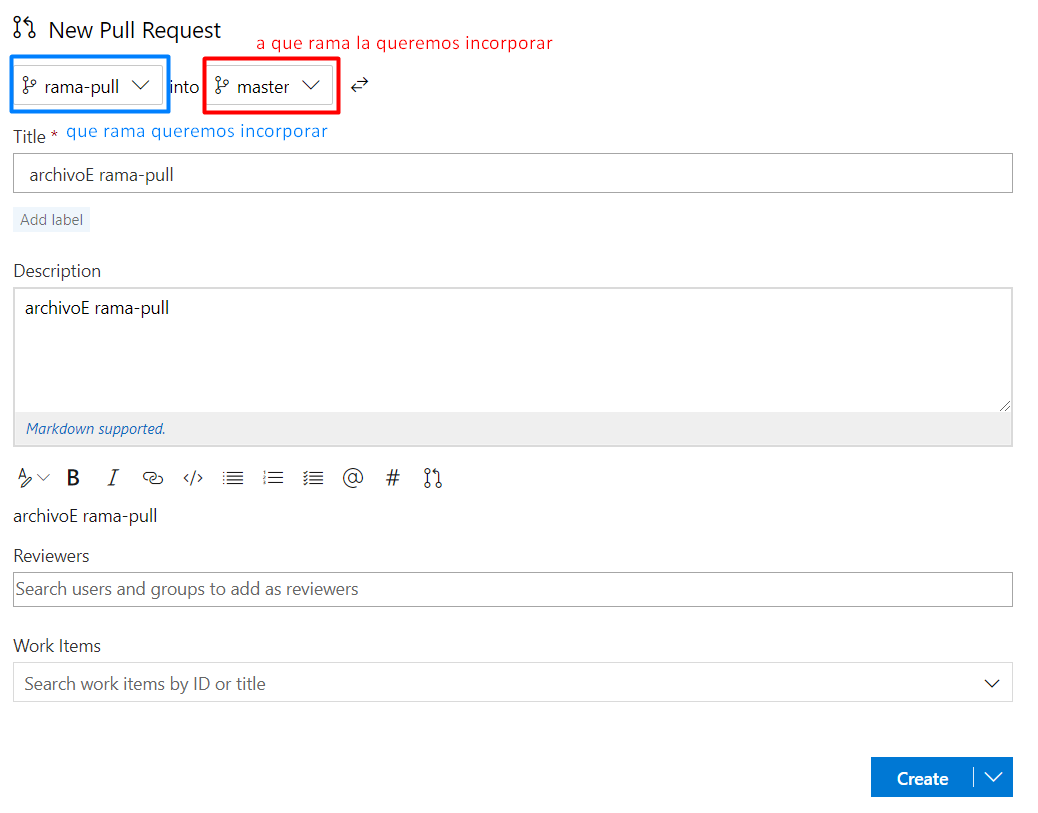 New Pull Request
a que rama la queremos incorporar
rama-pull into master
Title * que rama queremos incorporar
archivoE rama-pull
Add label
Description
archivoE rama-pull
Markdown supported.
B I </> @ #
archivoE rama-pull
Reviewers
Search users and groups to add as reviewers
Work Items
Search work items by ID or title
Create